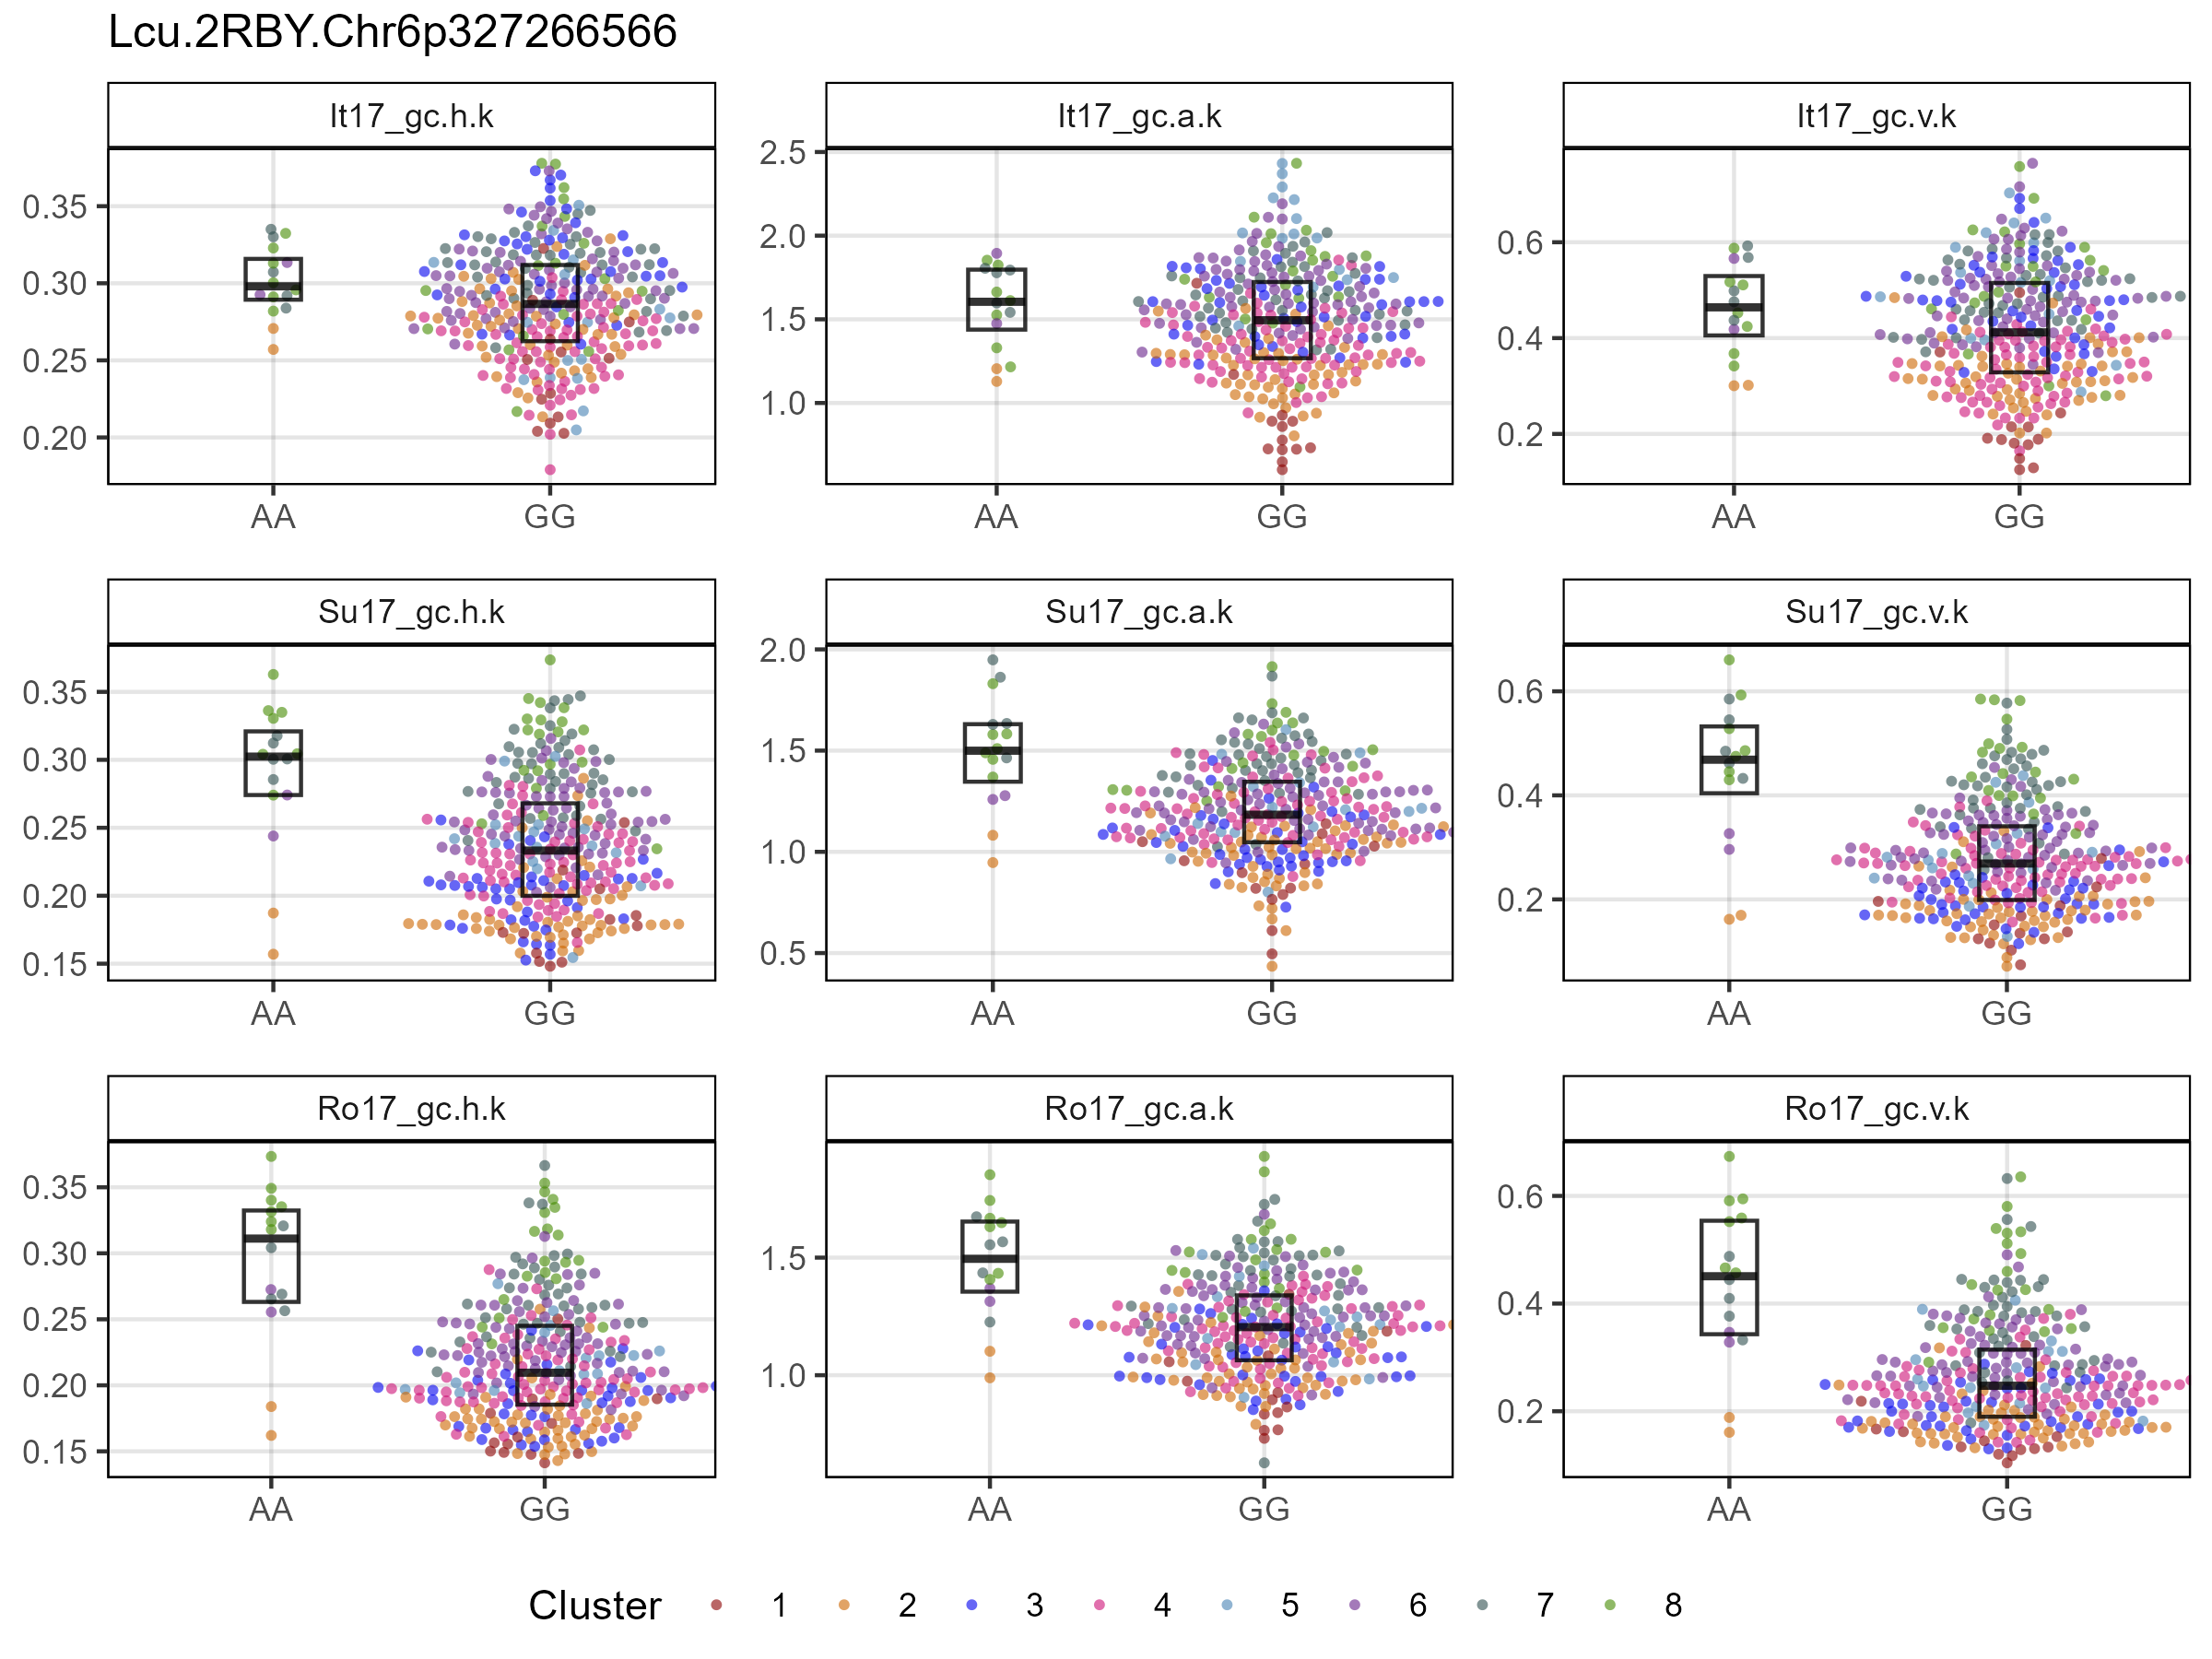 Lcu.2RBY.Chr6p327266566
It17_gc.h.k
It17_gc.a.k
It17_gc.v.k
0.35
0.30
0.25
0.20
AA
GG
2.5
2.0
1.5
1.0
AA
GG
0.6
0.4
0.2
AA
GG
Su17_gc.h.k
Su17_gc.a.k
Su17_gc.v.k
0.35
0.30
0.25
0.20
0.15
AA
GG
2.0
1.5
1.0
0.5
AA
GG
0.6
0.4
0.2
AA
GG
Ro17_gc.h.k
Ro17_gc.a.k
Ro17_gc.v.k
0.35
0.30
0.25
0.20
0.15
AA
GG
1.5
1.0
AA
GG
0.6
0.4
0.2
AA
GG
Cluster 1 2 3 4 5 6 7 8